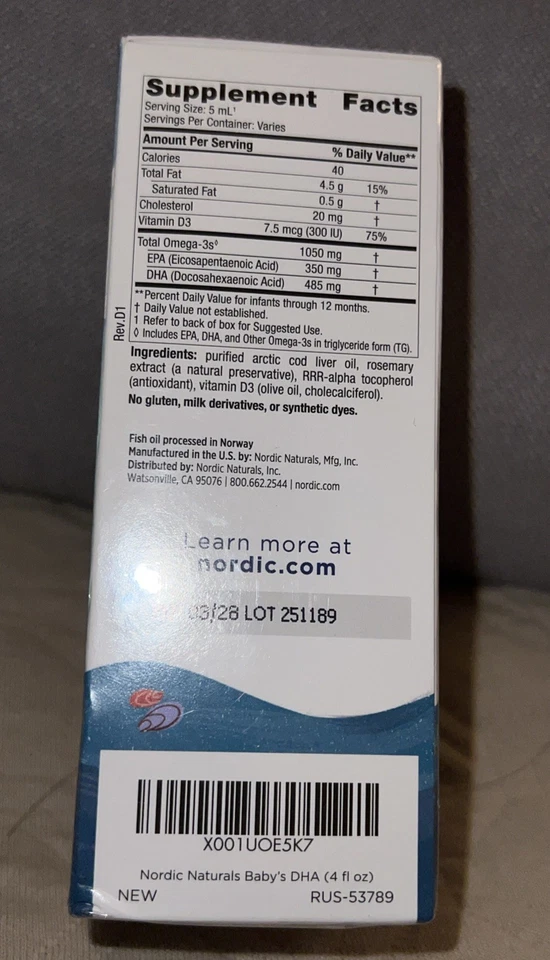 Supplement Facts
Serving Size: 5 mL¹
Servings Per Container: Varies
Amount Per Serving % Daily Value**
Calories 40
Total Fat 4.5 g 15%
Saturated Fat 0.5 g †
Cholesterol 20 mg †
Vitamin D3 7.5 mcg (300 IU) 75%
Total Omega-3s◊ 1050 mg †
EPA (Eicosapentaenoic Acid) 350 mg †
DHA (Docosahexaenoic Acid) 485 mg †
**Percent Daily Value for infants through 12 months.
† Daily Value not established.
1 Refer to back of box for Suggested Use.
◊ Includes EPA, DHA, and Other Omega-3s in triglyceride form (TG).
Rev.D1
Ingredients: purified arctic cod liver oil, rosemary
extract (a natural preservative), RRR-alpha tocopherol
(antioxidant), vitamin D3 (olive oil, cholecalciferol).
No gluten, milk derivatives, or synthetic dyes.
Fish oil processed in Norway
Manufactured in the U.S. by: Nordic Naturals, Mfg, Inc.
Distributed by: Nordic Naturals, Inc.
Watsonville, CA 95076 | 800.662.2544 | nordic.com
Learn more at
nordic.com
03/28 LOT 251189
X001UOE5K7
Nordic Naturals Baby's DHA (4 fl oz)
NEW RUS-53789